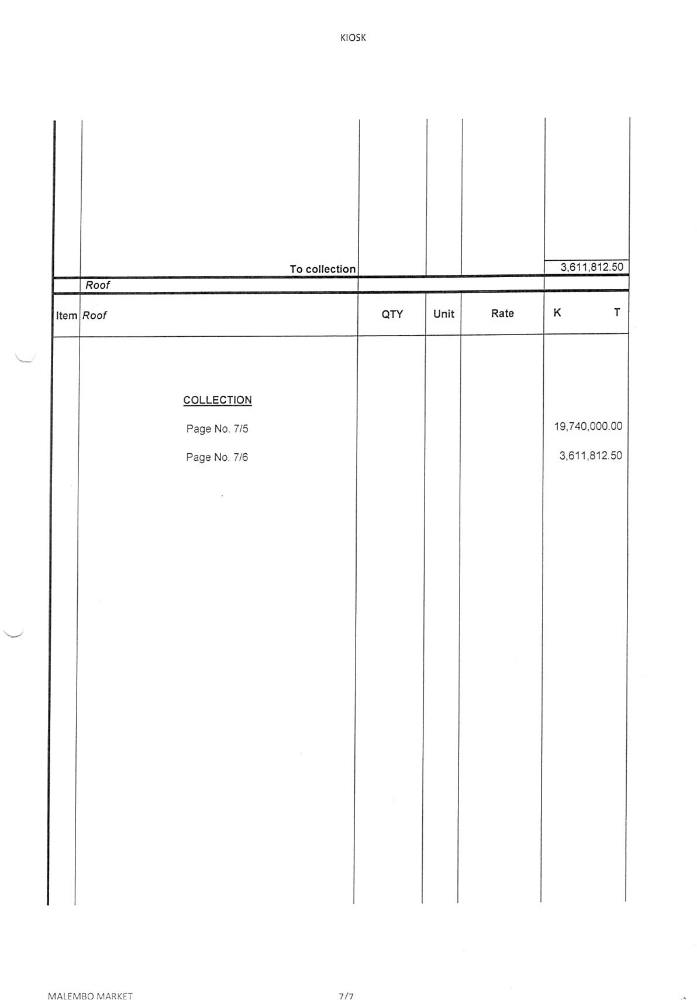 KIOSK
To collection 3,611,812.50
Roof
Item Roof QTY Unit Rate K T
COLLECTION
Page No. 7/5 19,740,000.00
Page No. 7/6 3,611,812.50
MALEMBO MARKET 7/7